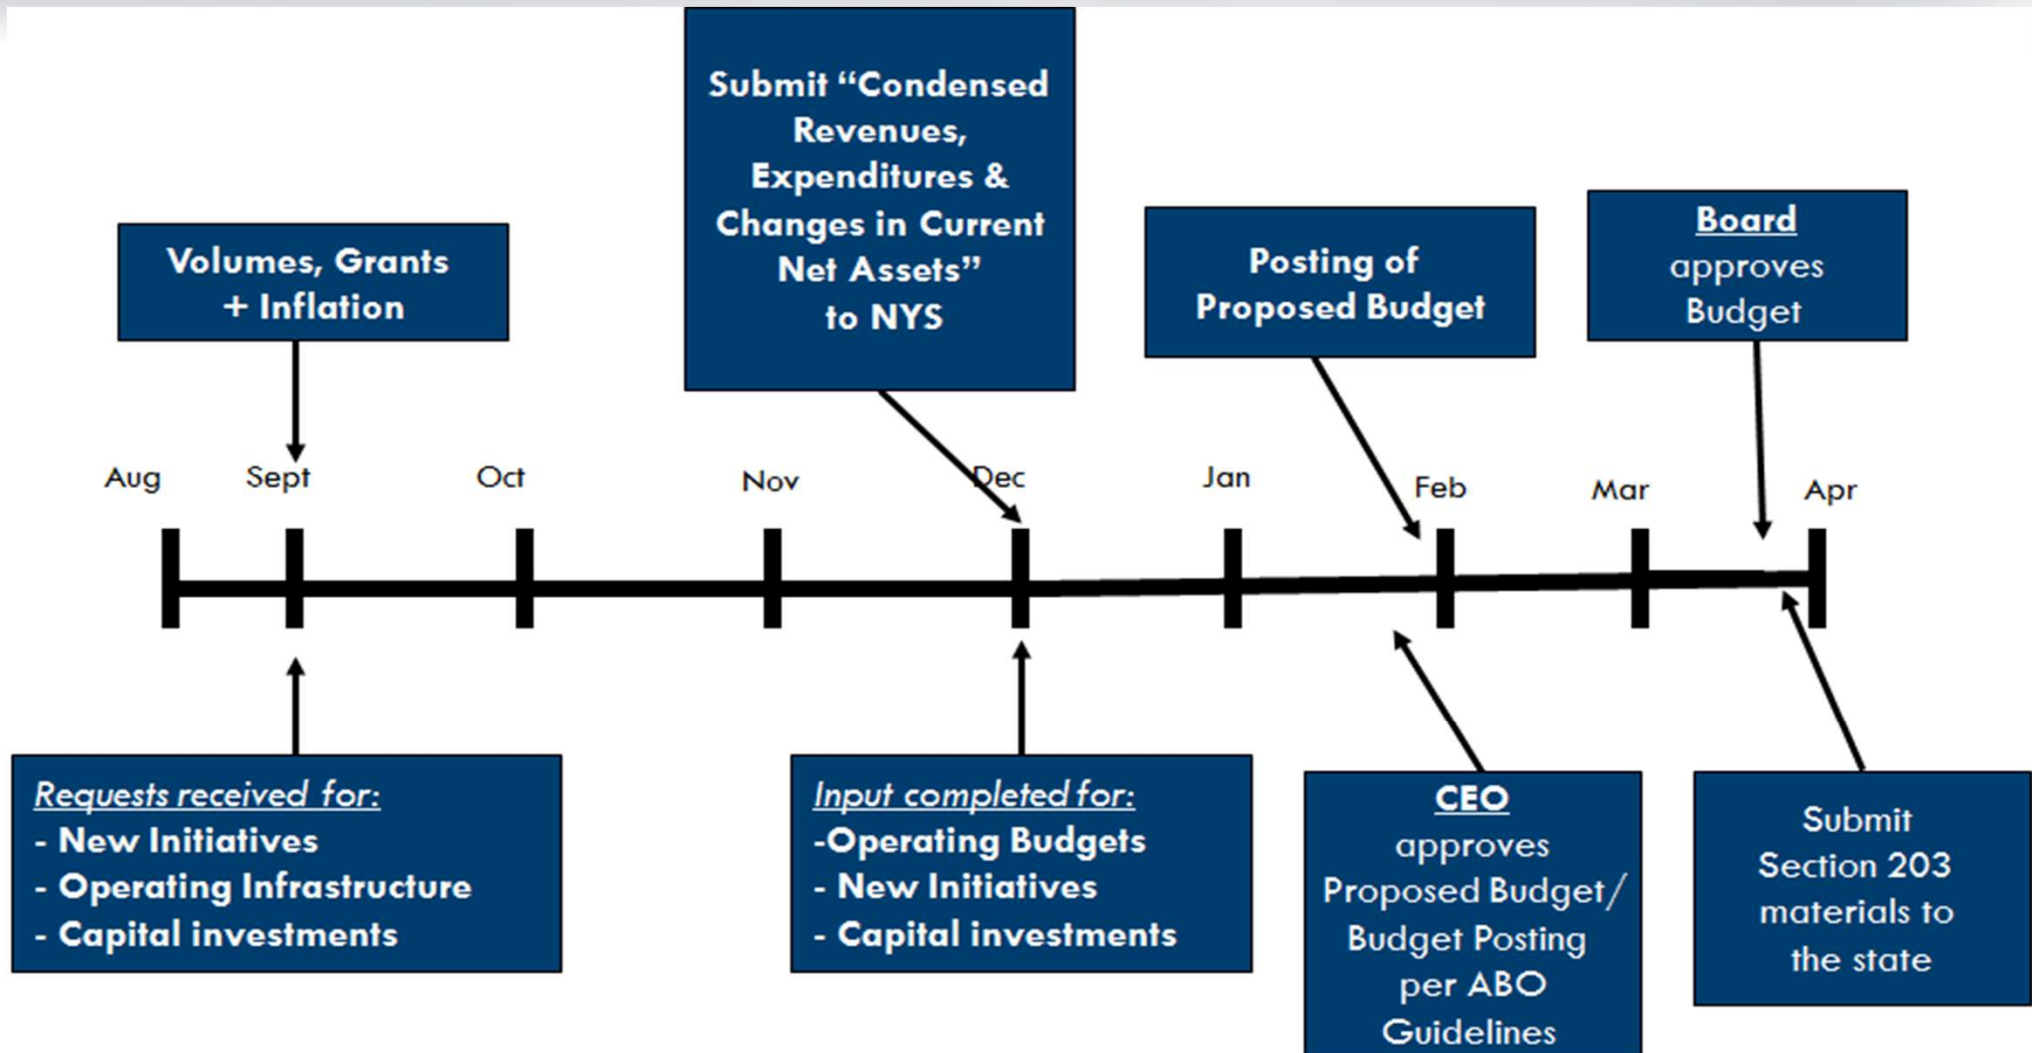 Submit “Condensed
Revenues,
Expenditures &
Changes in Current
Net Assets”
to NYS
Volumes, Grants
+ Inflation
Posting of
Proposed Budget
Board
approves
Budget
Aug
Sept
Oct
Nov
Dec
Jan
Feb
Mar
Apr
Requests received for:
- New Initiatives
- Operating Infrastructure
- Capital investments
Input completed for:
-Operating Budgets
- New Initiatives
- Capital investments
CEO
approves
Proposed Budget/
Budget Posting
per ABO
Guidelines
Submit
Section 203
materials to
the state